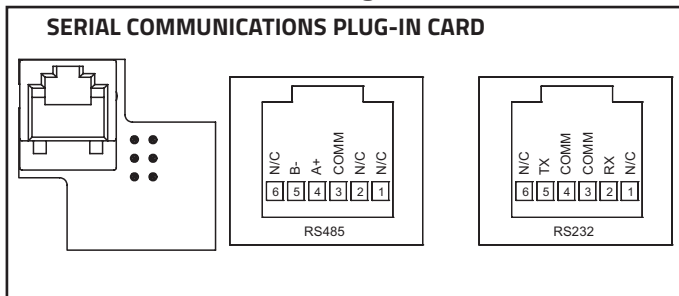 SERIAL COMMUNICATIONS PLUG-IN CARD
N/C
B-
A+
COMM
N/C
N/C
6 5 4 3 2 1
RS485
N/C
TX
COMM
COMM
RX
N/C
6 5 4 3 2 1
RS232